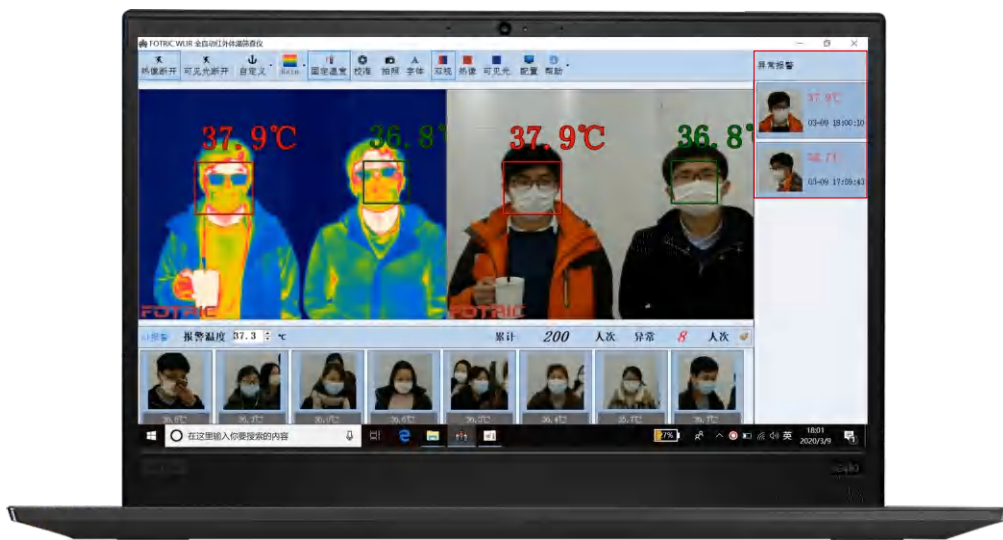 FOTRIC WLIR 全自动红外体温筛查仪
热像断开 可见光断开 自定义 固定温宽 校准 拍照 字体 双视 热像 可见光 配置 帮助
异常报警
37.9℃
03-09 18:00:10
03-09 17:59:43
37.9℃ 36.8 37.9℃ 36.8
FOTRIC FOTRIC
报警温度 37.3 ℃ 累计 200 人次 异常 8 人次
在这里输入你要搜索的内容
英
18:01
2020/3/9